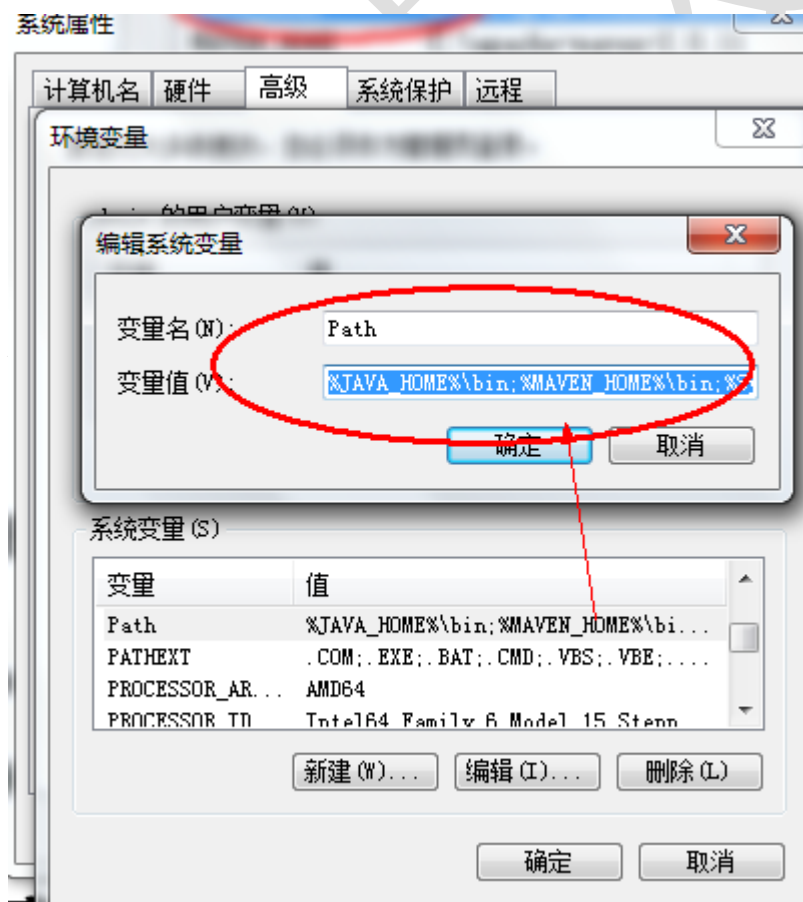 系统属性
计算机名 硬件 高级 系统保护 远程
环境变量
编辑系统变量
变量名(N): Path
变量值(V): %JAVA_HOME%\bin;%MAVEN_HOME%\bin;%S
确定 取消
系统变量(S)
变量 值
Path %JAVA_HOME%\bin;%MAVEN_HOME%\bi...
PATHEXT .COM;.EXE;.BAT;.CMD;.VBS;.VBE;....
PROCESSOR_AR... AMD64
PROCESSOR_ID Intel64 Family 6 Model 15 Stepp
新建(W)... 编辑(I)... 删除(L)
确定 取消